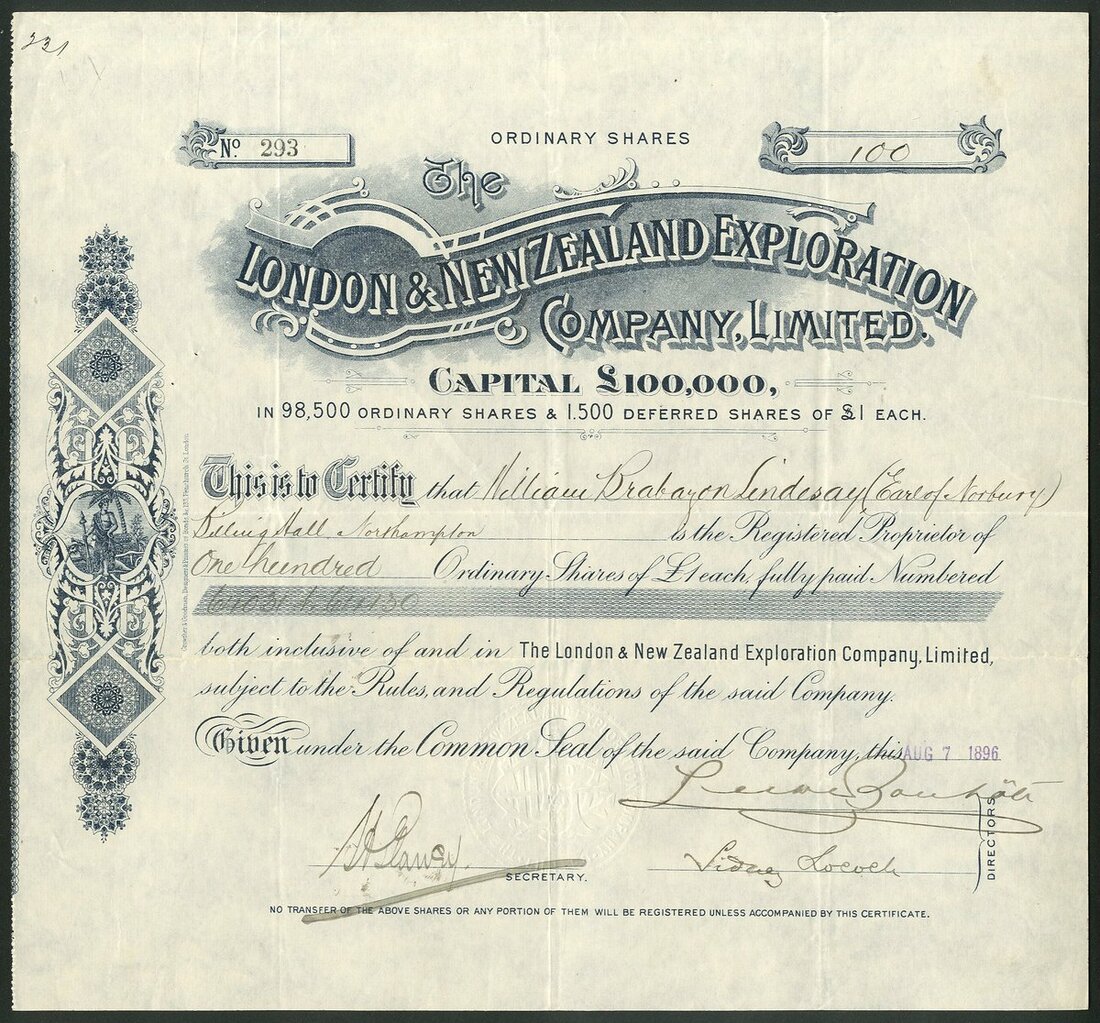 231
Nº 293
ORDINARY SHARES
100
The
LONDON & NEW ZEALAND EXPLORATION
COMPANY, LIMITED.
CAPITAL £100,000,
IN 98,500 ORDINARY SHARES & 1.500 DEFERRED SHARES OF £1 EACH.
This is to Certify that William Brabazon Lindesay (Earl of Norbury)
Billing Hall Northampton is the Registered Proprietor of
One hundred Ordinary Shares of £1 each, fully paid Numbered
both inclusive of and in The London & New Zealand Exploration Company, Limited,
subject to the Rules, and Regulations of the said Company.
Given under the Common Seal of the said Company, this AUG 7 1896
SECRETARY.
Sidney Locock
DIRECTORS
NO TRANSFER OF THE ABOVE SHARES OR ANY PORTION OF THEM WILL BE REGISTERED UNLESS ACCOMPANIED BY THIS CERTIFICATE.